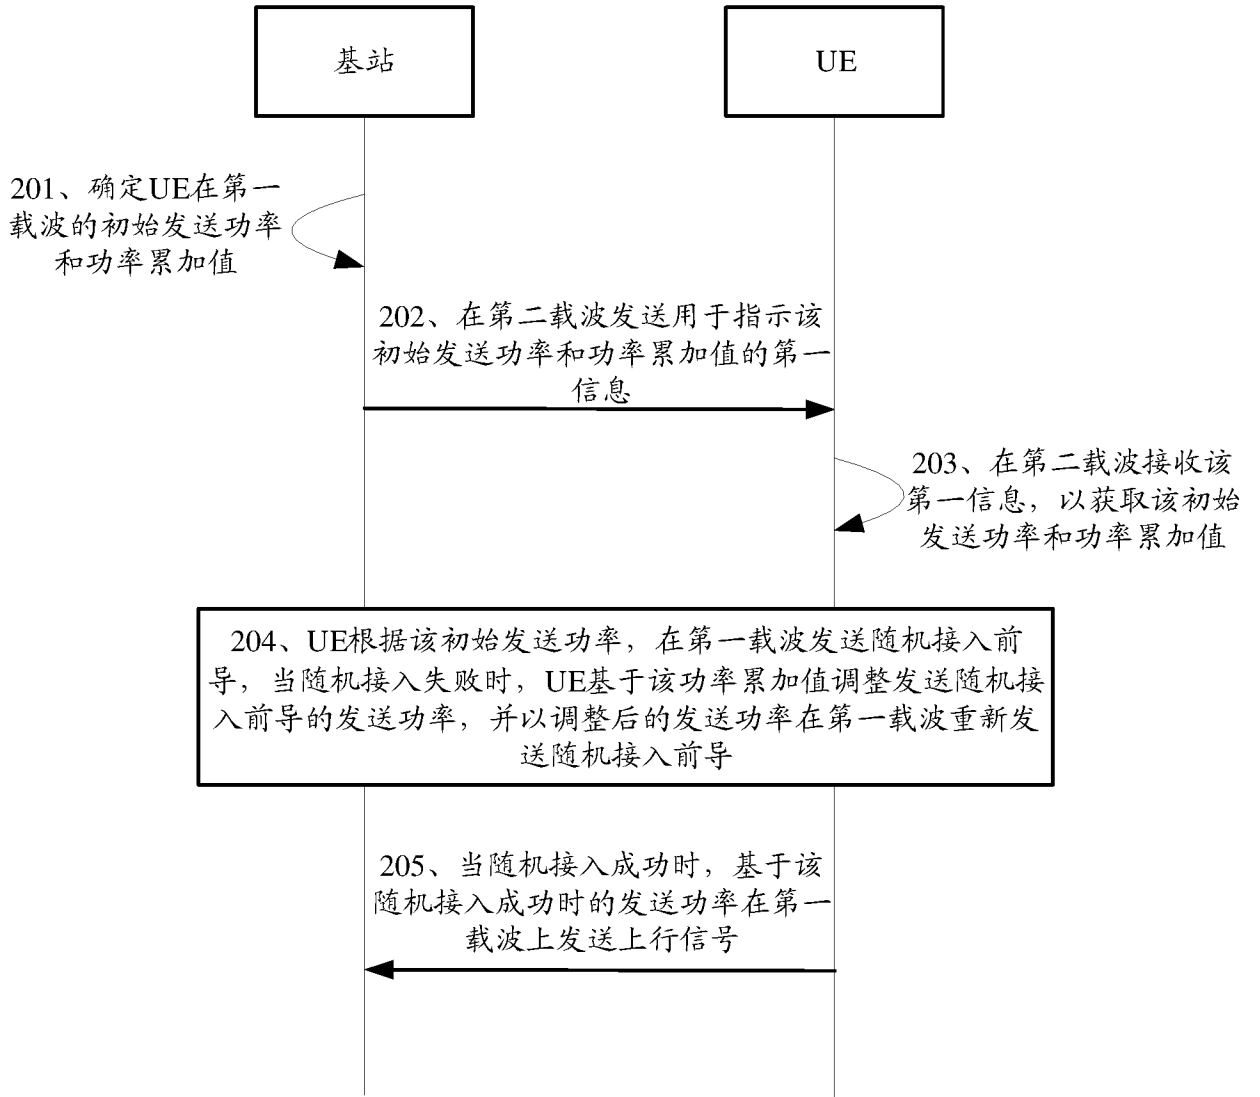 基站
UE
201、确定UE在第一
载波的初始发送功率
和功率累加值
202、在第二载波发送用于指示该
初始发送功率和功率累加值的第一
信息
203、在第二载波接收该
第一信息，以获取该初始
发送功率和功率累加值
204、UE根据该初始发送功率，在第一载波发送随机接入前
导，当随机接入失败时，UE基于该功率累加值调整发送随机接
入前导的发送功率，并以调整后的发送功率在第一载波重新发
送随机接入前导
205、当随机接入成功时，基于该
随机接入成功时的发送功率在第一
载波上发送上行信号